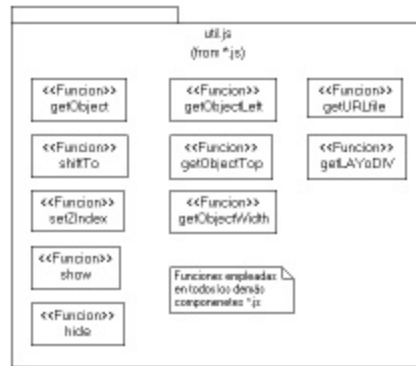 util.js
(from *.js)
<<Funcion>>
getObject
<<Funcion>>
getObjectLeft
<<Funcion>>
getURLfile
<<Funcion>>
shiftTo
<<Funcion>>
getObjectTop
<<Funcion>>
getLAYoDIV
<<Funcion>>
setZIndex
<<Funcion>>
getObjectWidth
<<Funcion>>
show
<<Funcion>>
hide
Funciones empleadas
en todos los demás
componenetes *.js